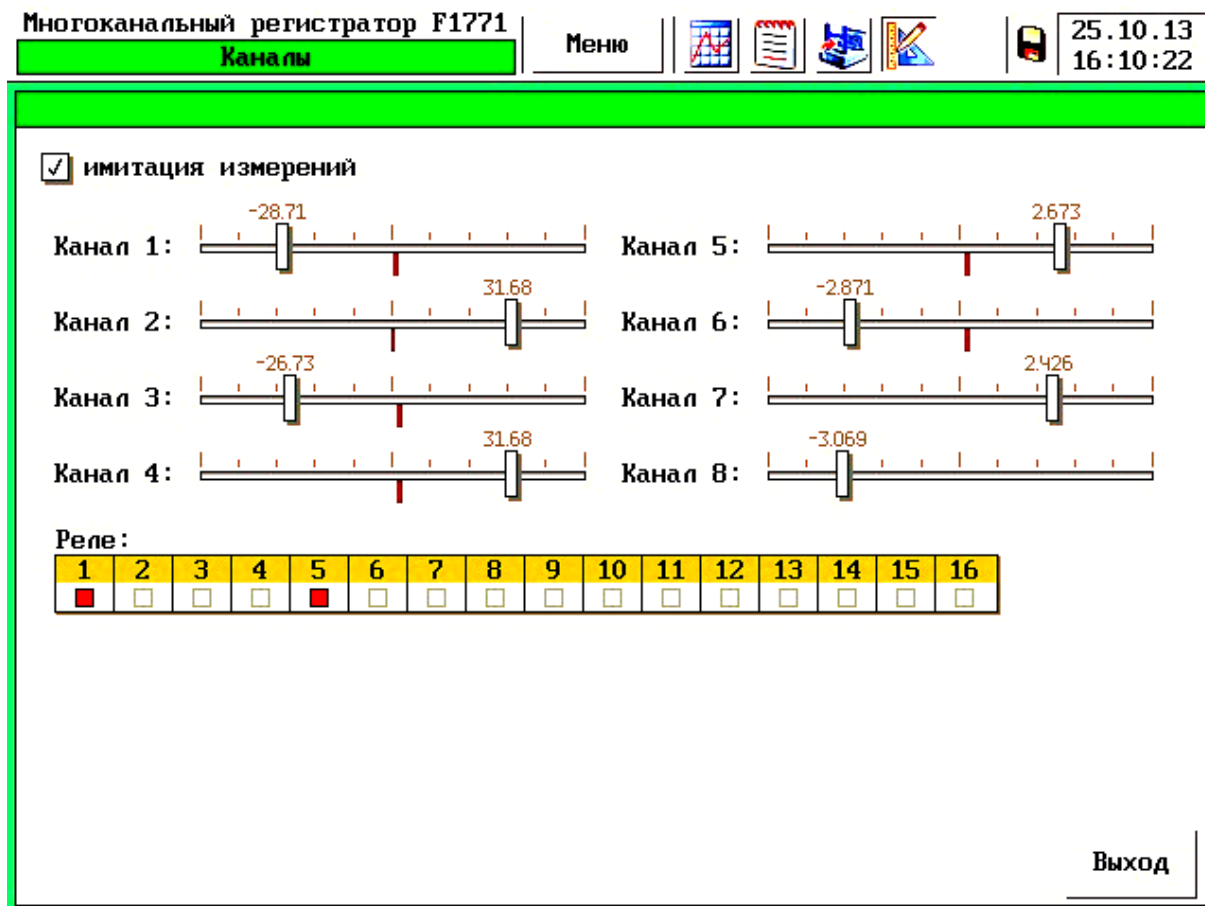 Многоканальный регистратор F1771
Каналы
Меню
25.10.13
16:10:22
имитация измерений
Канал 1: -28.71
Канал 2: 31.68
Канал 3: -26.73
Канал 4: 31.68
Канал 5: 2.673
Канал 6: -2.871
Канал 7: 2.426
Канал 8: -3.069
Реле:
1 2 3 4 5 6 7 8 9 10 11 12 13 14 15 16
Выход